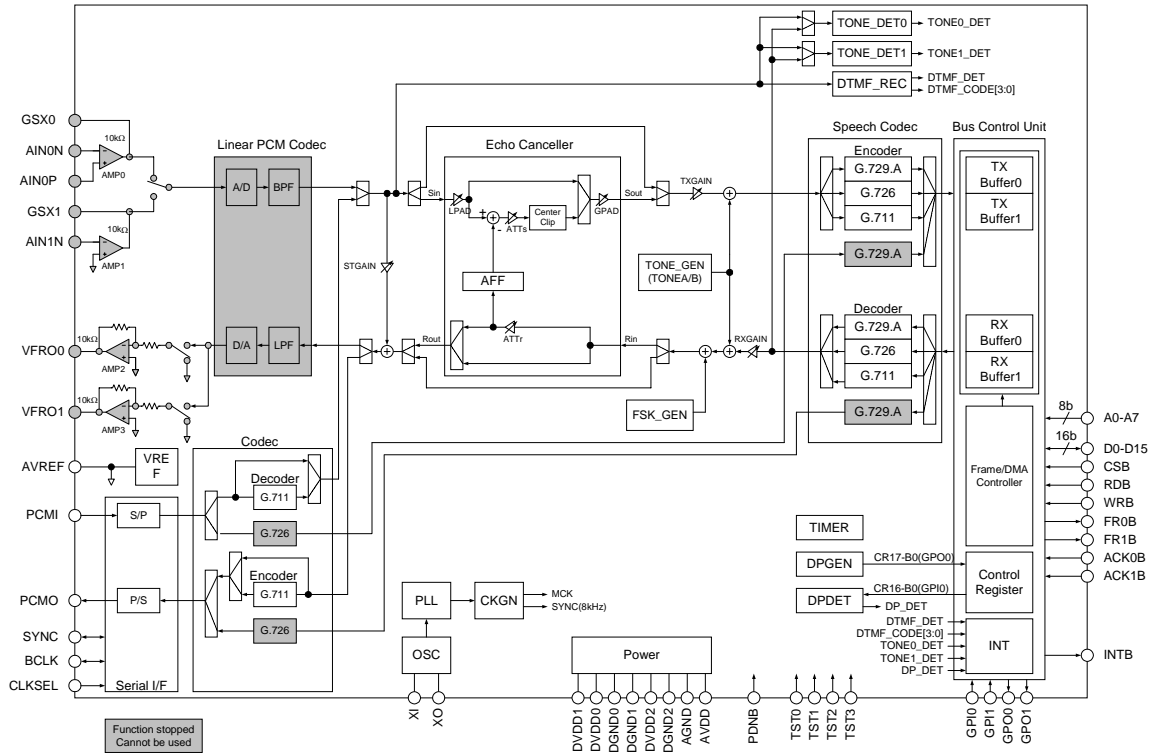 TONE_DET0
TONE0_DET
TONE_DET1
TONE1_DET
DTMF_REC
DTMF_DET
DTMF_CODE[3:0]
GSX0
10kΩ
AIN0N
AMP0
AIN0P
GSX1
10kΩ
AIN1N
AMP1
Linear PCM Codec
A/D
BPF
D/A
LPF
STGAIN
Echo Canceller
Sin
LPAD
ATTs
Center
Clip
GPAD
Sout
+
-
AFF
ATTr
Rout
Rin
TXGAIN
TONE_GEN
(TONEA/B)
RXGAIN
FSK_GEN
Speech Codec
Encoder
G.729.A
G.726
G.711
G.729.A
Decoder
G.729.A
G.726
G.711
G.729.A
Bus Control Unit
TX
Buffer0
TX
Buffer1
RX
Buffer0
RX
Buffer1
Frame/DMA
Controller
Control
Register
INT
8b
A0-A7
16b
D0-D15
CSB
RDB
WRB
FR0B
FR1B
ACK0B
ACK1B
INTB
VFRO0
10kΩ
AMP2
VFRO1
10kΩ
AMP3
AVREF
VRE
F
PCMI
S/P
PCMO
P/S
SYNC
BCLK
CLKSEL
Serial I/F
Codec
Decoder
G.711
G.726
Encoder
G.711
G.726
PLL
CKGN
MCK
SYNC(8kHz)
OSC
XI
XO
Power
DVDD1
DVDD0
DGND0
DGND1
DVDD2
DGND2
AGND
AVDD
PDNB
TST0
TST1
TST2
TST3
TIMER
DPGEN
CR17-B0(GPO0)
DPDET
CR16-B0(GPI0)
DP_DET
DTMF_DET
DTMF_CODE[3:0]
TONE0_DET
TONE1_DET
DP_DET
GPI0
GPI1
GPO0
GPO1
Function stopped
Cannot be used